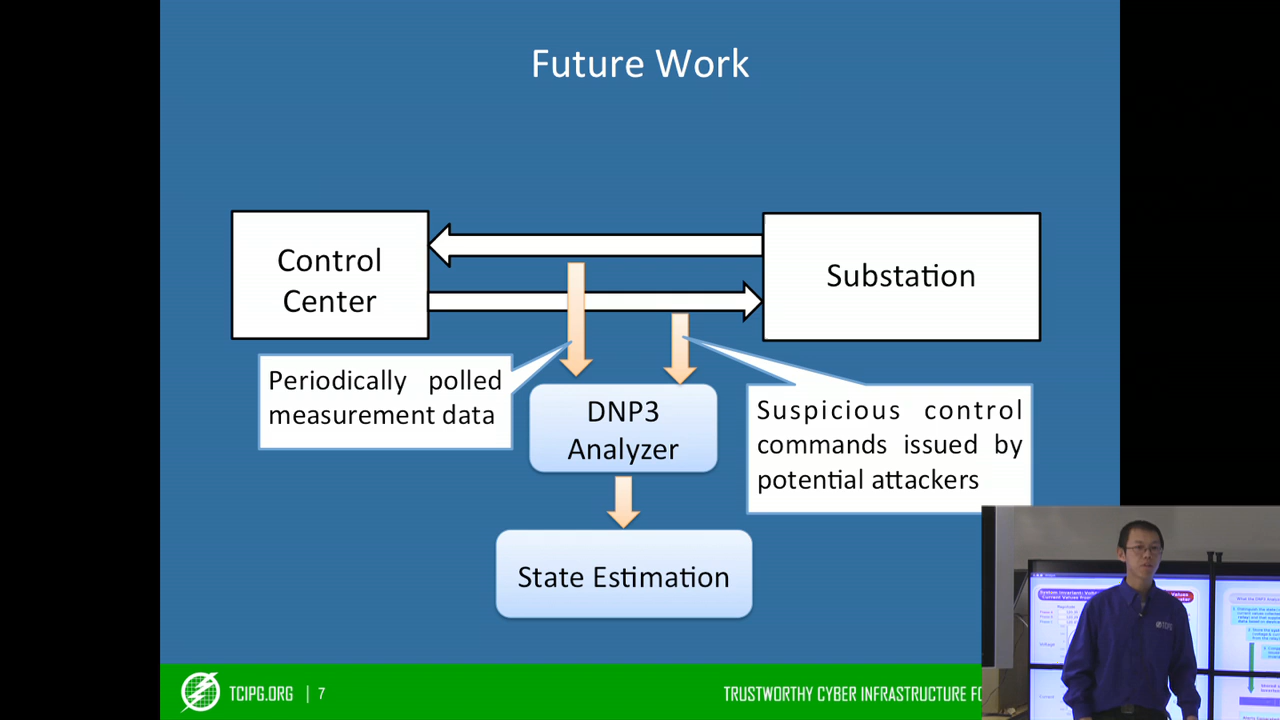 Future Work
Control
Center
Substation
Periodically polled
measurement data
DNP3
Analyzer
Suspicious control
commands issued by
potential attackers
State Estimation
TCIPG.ORG | 7
TRUSTWORTHY CYBER INFRASTRUCTURE